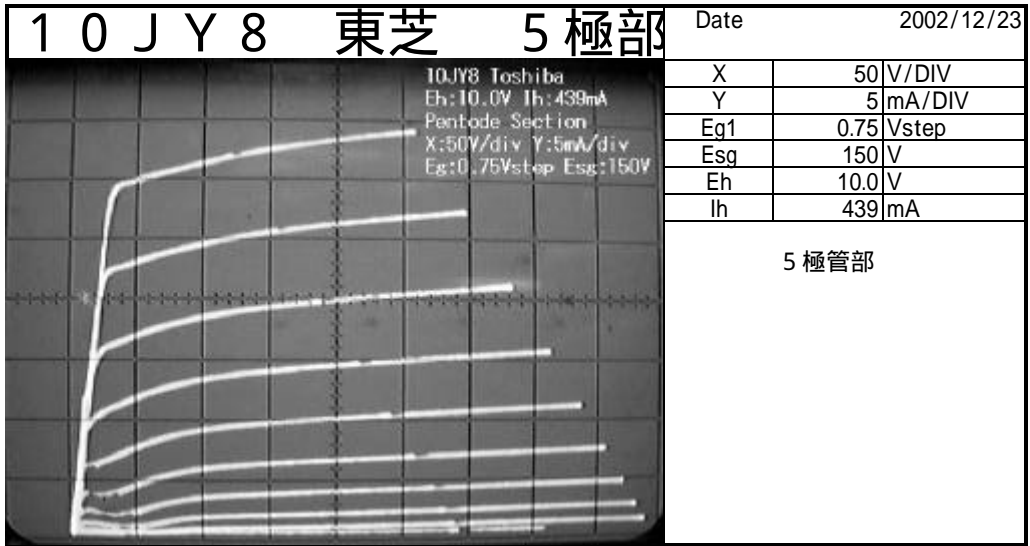 10JY8 東芝 5極部
Date 2002/12/23
10JY8 Toshiba
Eh:10.0V Ih:439mA
Pentode Section
X:50V/div Y:5mA/div
Eg:0.75Vstep Esg:150V
X 50 V/DIV
Y 5 mA/DIV
Eg1 0.75 Vstep
Esg 150 V
Eh 10.0 V
Ih 439 mA
5極管部